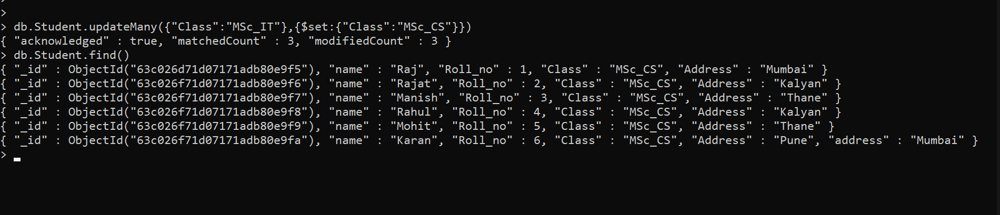 >
>
> db.Student.updateMany({"Class":"MSc_IT"},{$set:{"Class":"MSc_CS"}})
{ "acknowledged" : true, "matchedCount" : 3, "modifiedCount" : 3 }
> db.Student.find()
{ "_id" : ObjectId("63c026d71d07171adb80e9f5"), "name" : "Raj", "Roll_no" : 1, "Class" : "MSc_CS", "Address" : "Mumbai" }
{ "_id" : ObjectId("63c026f71d07171adb80e9f6"), "name" : "Rajat", "Roll_no" : 2, "Class" : "MSc_CS", "Address" : "Kalyan" }
{ "_id" : ObjectId("63c026f71d07171adb80e9f7"), "name" : "Manish", "Roll_no" : 3, "Class" : "MSc_CS", "Address" : "Thane" }
{ "_id" : ObjectId("63c026f71d07171adb80e9f8"), "name" : "Rahul", "Roll_no" : 4, "Class" : "MSc_CS", "Address" : "Kalyan" }
{ "_id" : ObjectId("63c026f71d07171adb80e9f9"), "name" : "Mohit", "Roll_no" : 5, "Class" : "MSc_CS", "Address" : "Thane" }
{ "_id" : ObjectId("63c026f71d07171adb80e9fa"), "name" : "Karan", "Roll_no" : 6, "Class" : "MSc_CS", "Address" : "Pune", "address" : "Mumbai" }
>